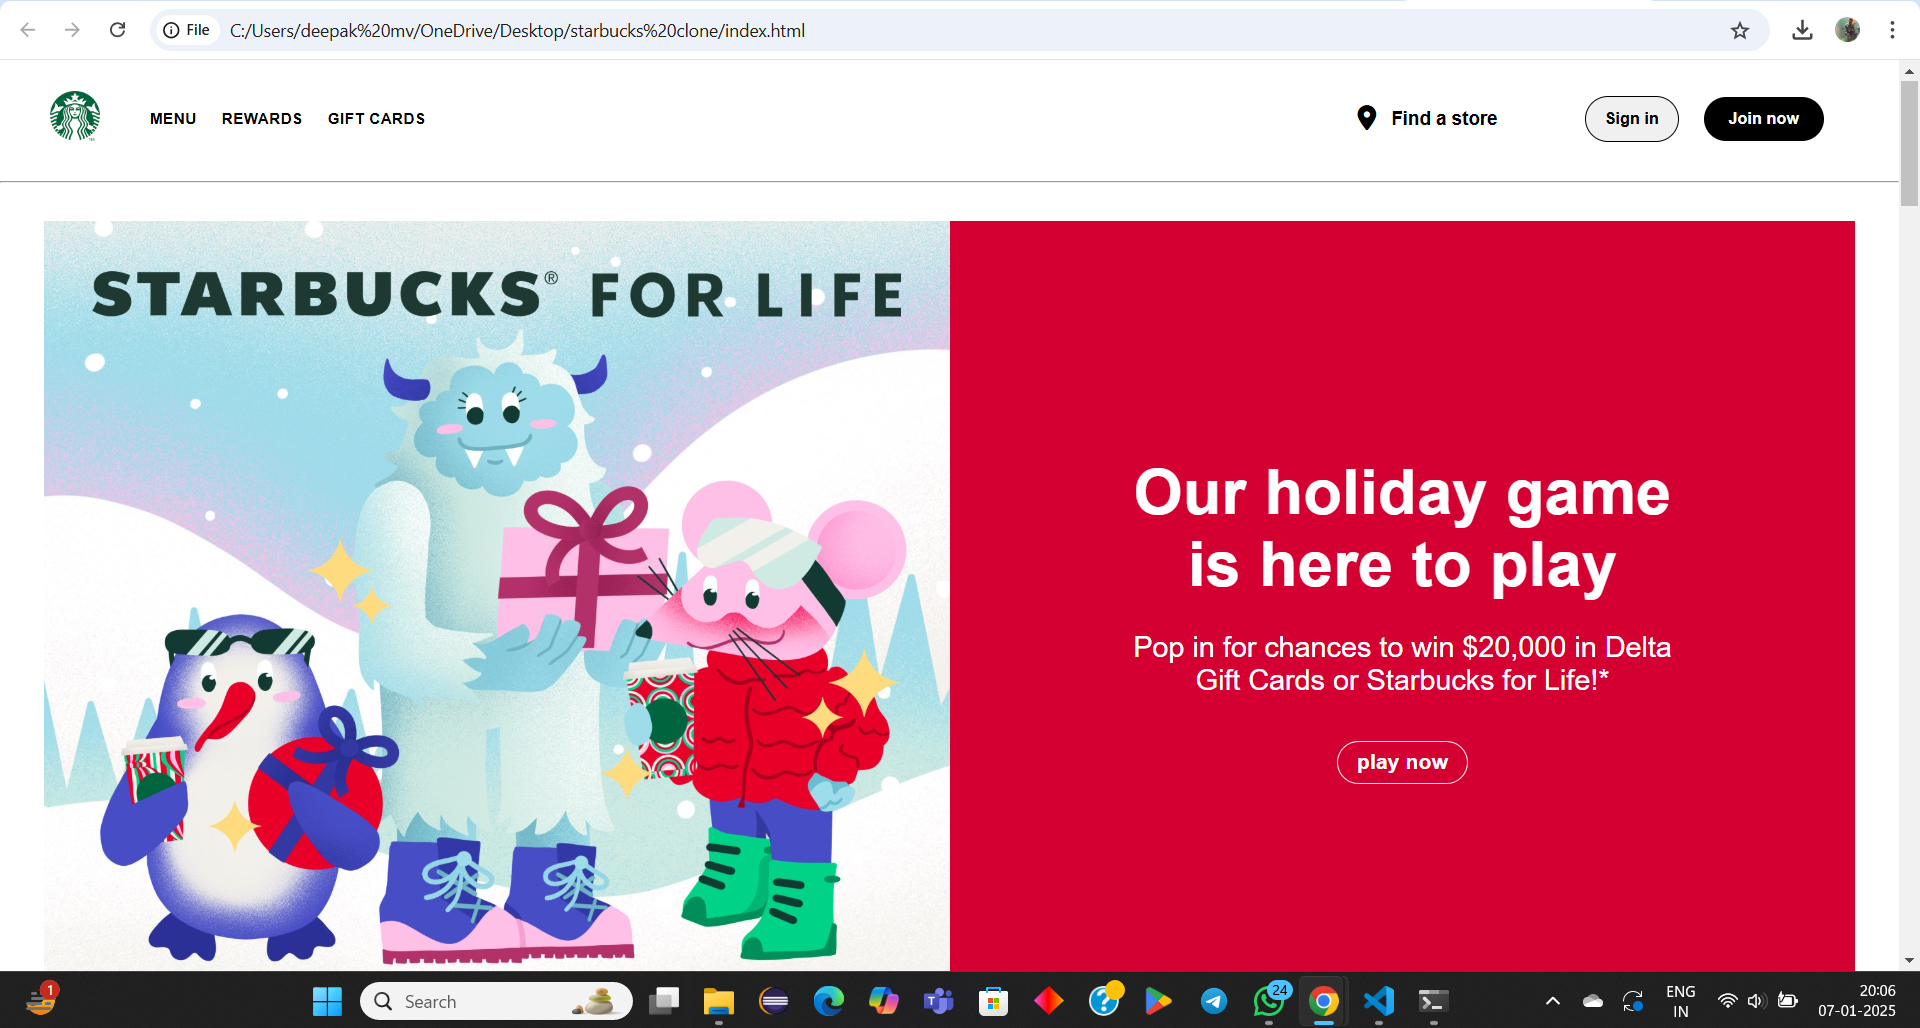 File C:/Users/deepak%20mv/OneDrive/Desktop/starbucks%20clone/index.html
MENU REWARDS GIFT CARDS Find a store Sign in Join now
STARBUCKS® FOR LIFE
Our holiday game
is here to play
Pop in for chances to win $20,000 in Delta
Gift Cards or Starbucks for Life!*
play now
1
Search
24
ENG
IN
20:06
07-01-2025